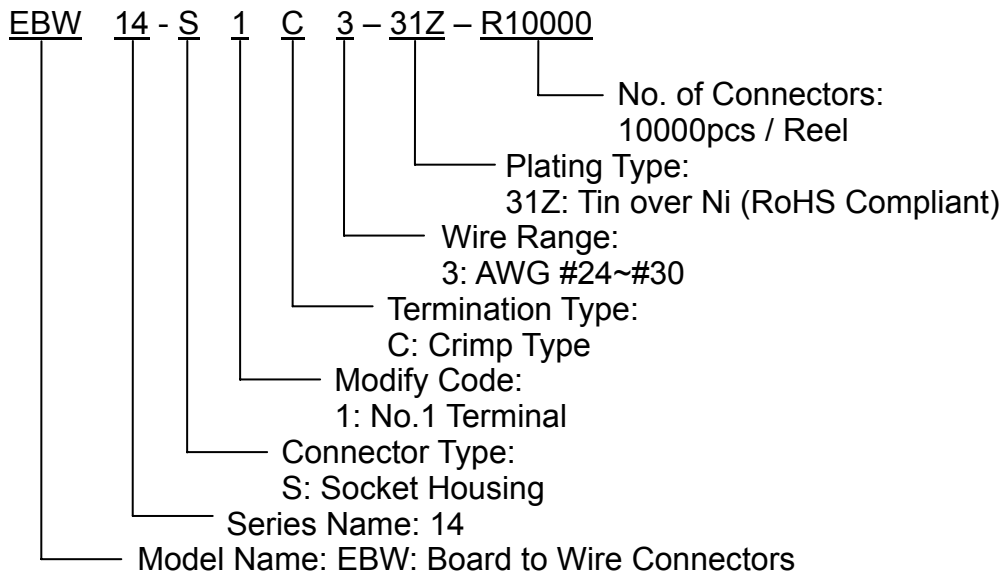 EBW 14 - S 1 C 3 – 31Z – R10000
No. of Connectors:
10000pcs / Reel
Plating Type:
31Z: Tin over Ni (RoHS Compliant)
Wire Range:
3: AWG #24~#30
Termination Type:
C: Crimp Type
Modify Code:
1: No.1 Terminal
Connector Type:
S: Socket Housing
Series Name: 14
Model Name: EBW: Board to Wire Connectors